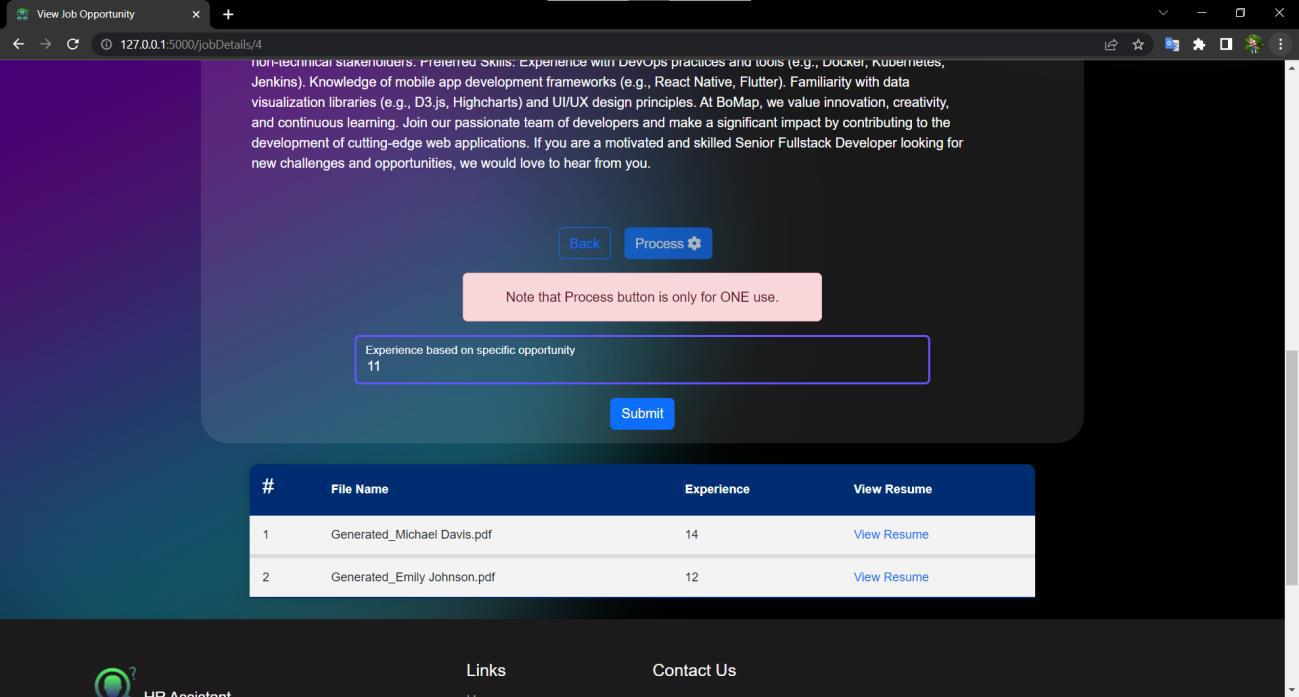 View Job Opportunity
127.0.0.1:5000/jobDetails/4
non-technical stakeholders. Preferred Skills: Experience with DevOps practices and tools (e.g., Docker, Kubernetes,
Jenkins). Knowledge of mobile app development frameworks (e.g., React Native, Flutter). Familiarity with data
visualization libraries (e.g., D3.js, Highcharts) and UI/UX design principles. At BoMap, we value innovation, creativity,
and continuous learning. Join our passionate team of developers and make a significant impact by contributing to the
development of cutting-edge web applications. If you are a motivated and skilled Senior Fullstack Developer looking for
new challenges and opportunities, we would love to hear from you.
Back Process
Note that Process button is only for ONE use.
Experience based on specific opportunity
11
Submit
# File Name Experience View Resume
1 Generated_Michael Davis.pdf 14 View Resume
2 Generated_Emily Johnson.pdf 12 View Resume
Links Contact Us
HR Assistant